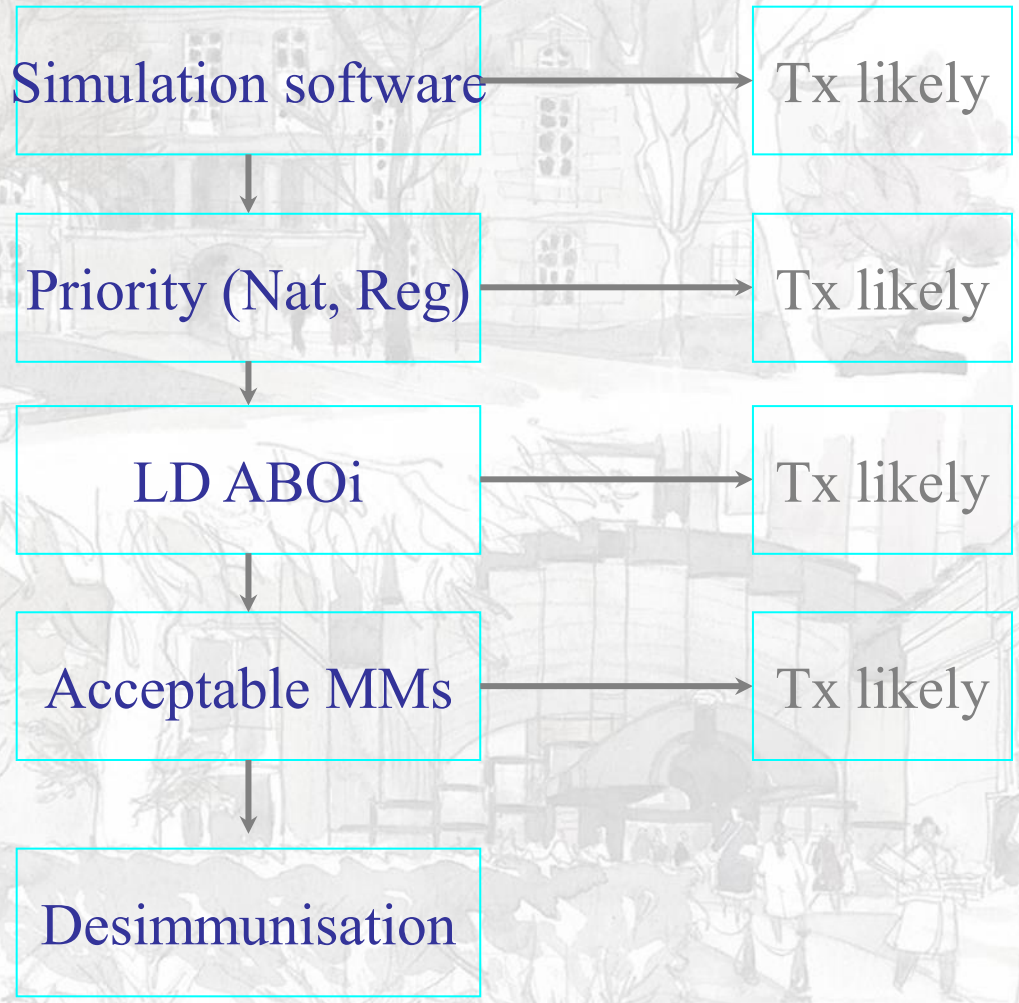 Simulation software
Tx likely
Priority (Nat, Reg)
Tx likely
LD ABOi
Tx likely
Acceptable MMs
Tx likely
Desimmunisation